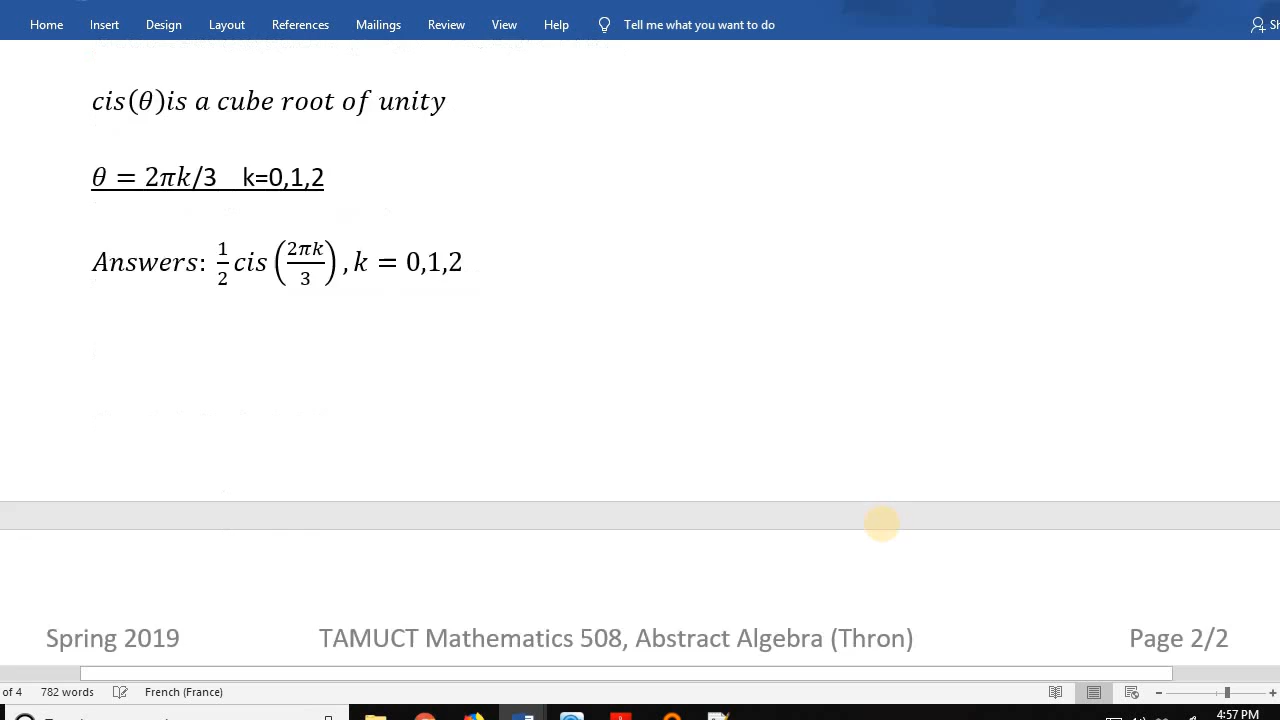 Home Insert Design Layout References Mailings Review View Help Tell me what you want to do
cis(θ)is a cube root of unity
θ = 2πk/3 k=0,1,2
Answers: 1/2 cis(2πk/3), k = 0,1,2
Spring 2019 TAMUCT Mathematics 508, Abstract Algebra (Thron) Page 2/2
of 4 782 words French (France)
4:57 PM